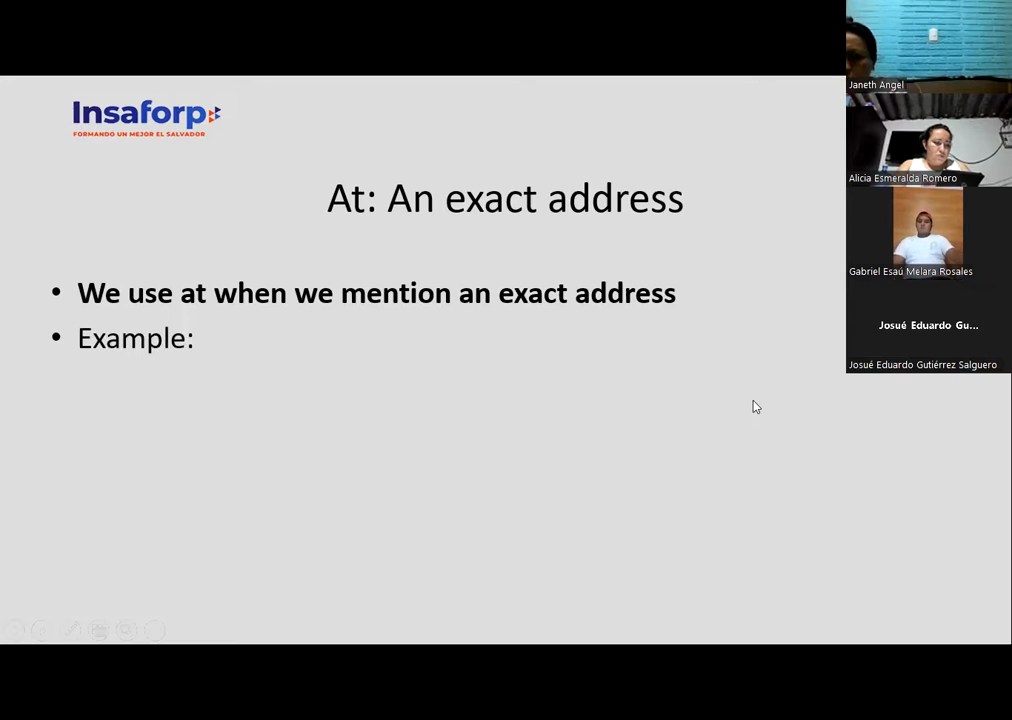 Insaforp
FORMANDO UN MEJOR EL SALVADOR
At: An exact address
• We use at when we mention an exact address
• Example:
Janeth Angel
Alicia Esmeralda Romero
Gabriel Esaú Melara Rosales
Josué Eduardo Gu...
Josué Eduardo Gutiérrez Salguero